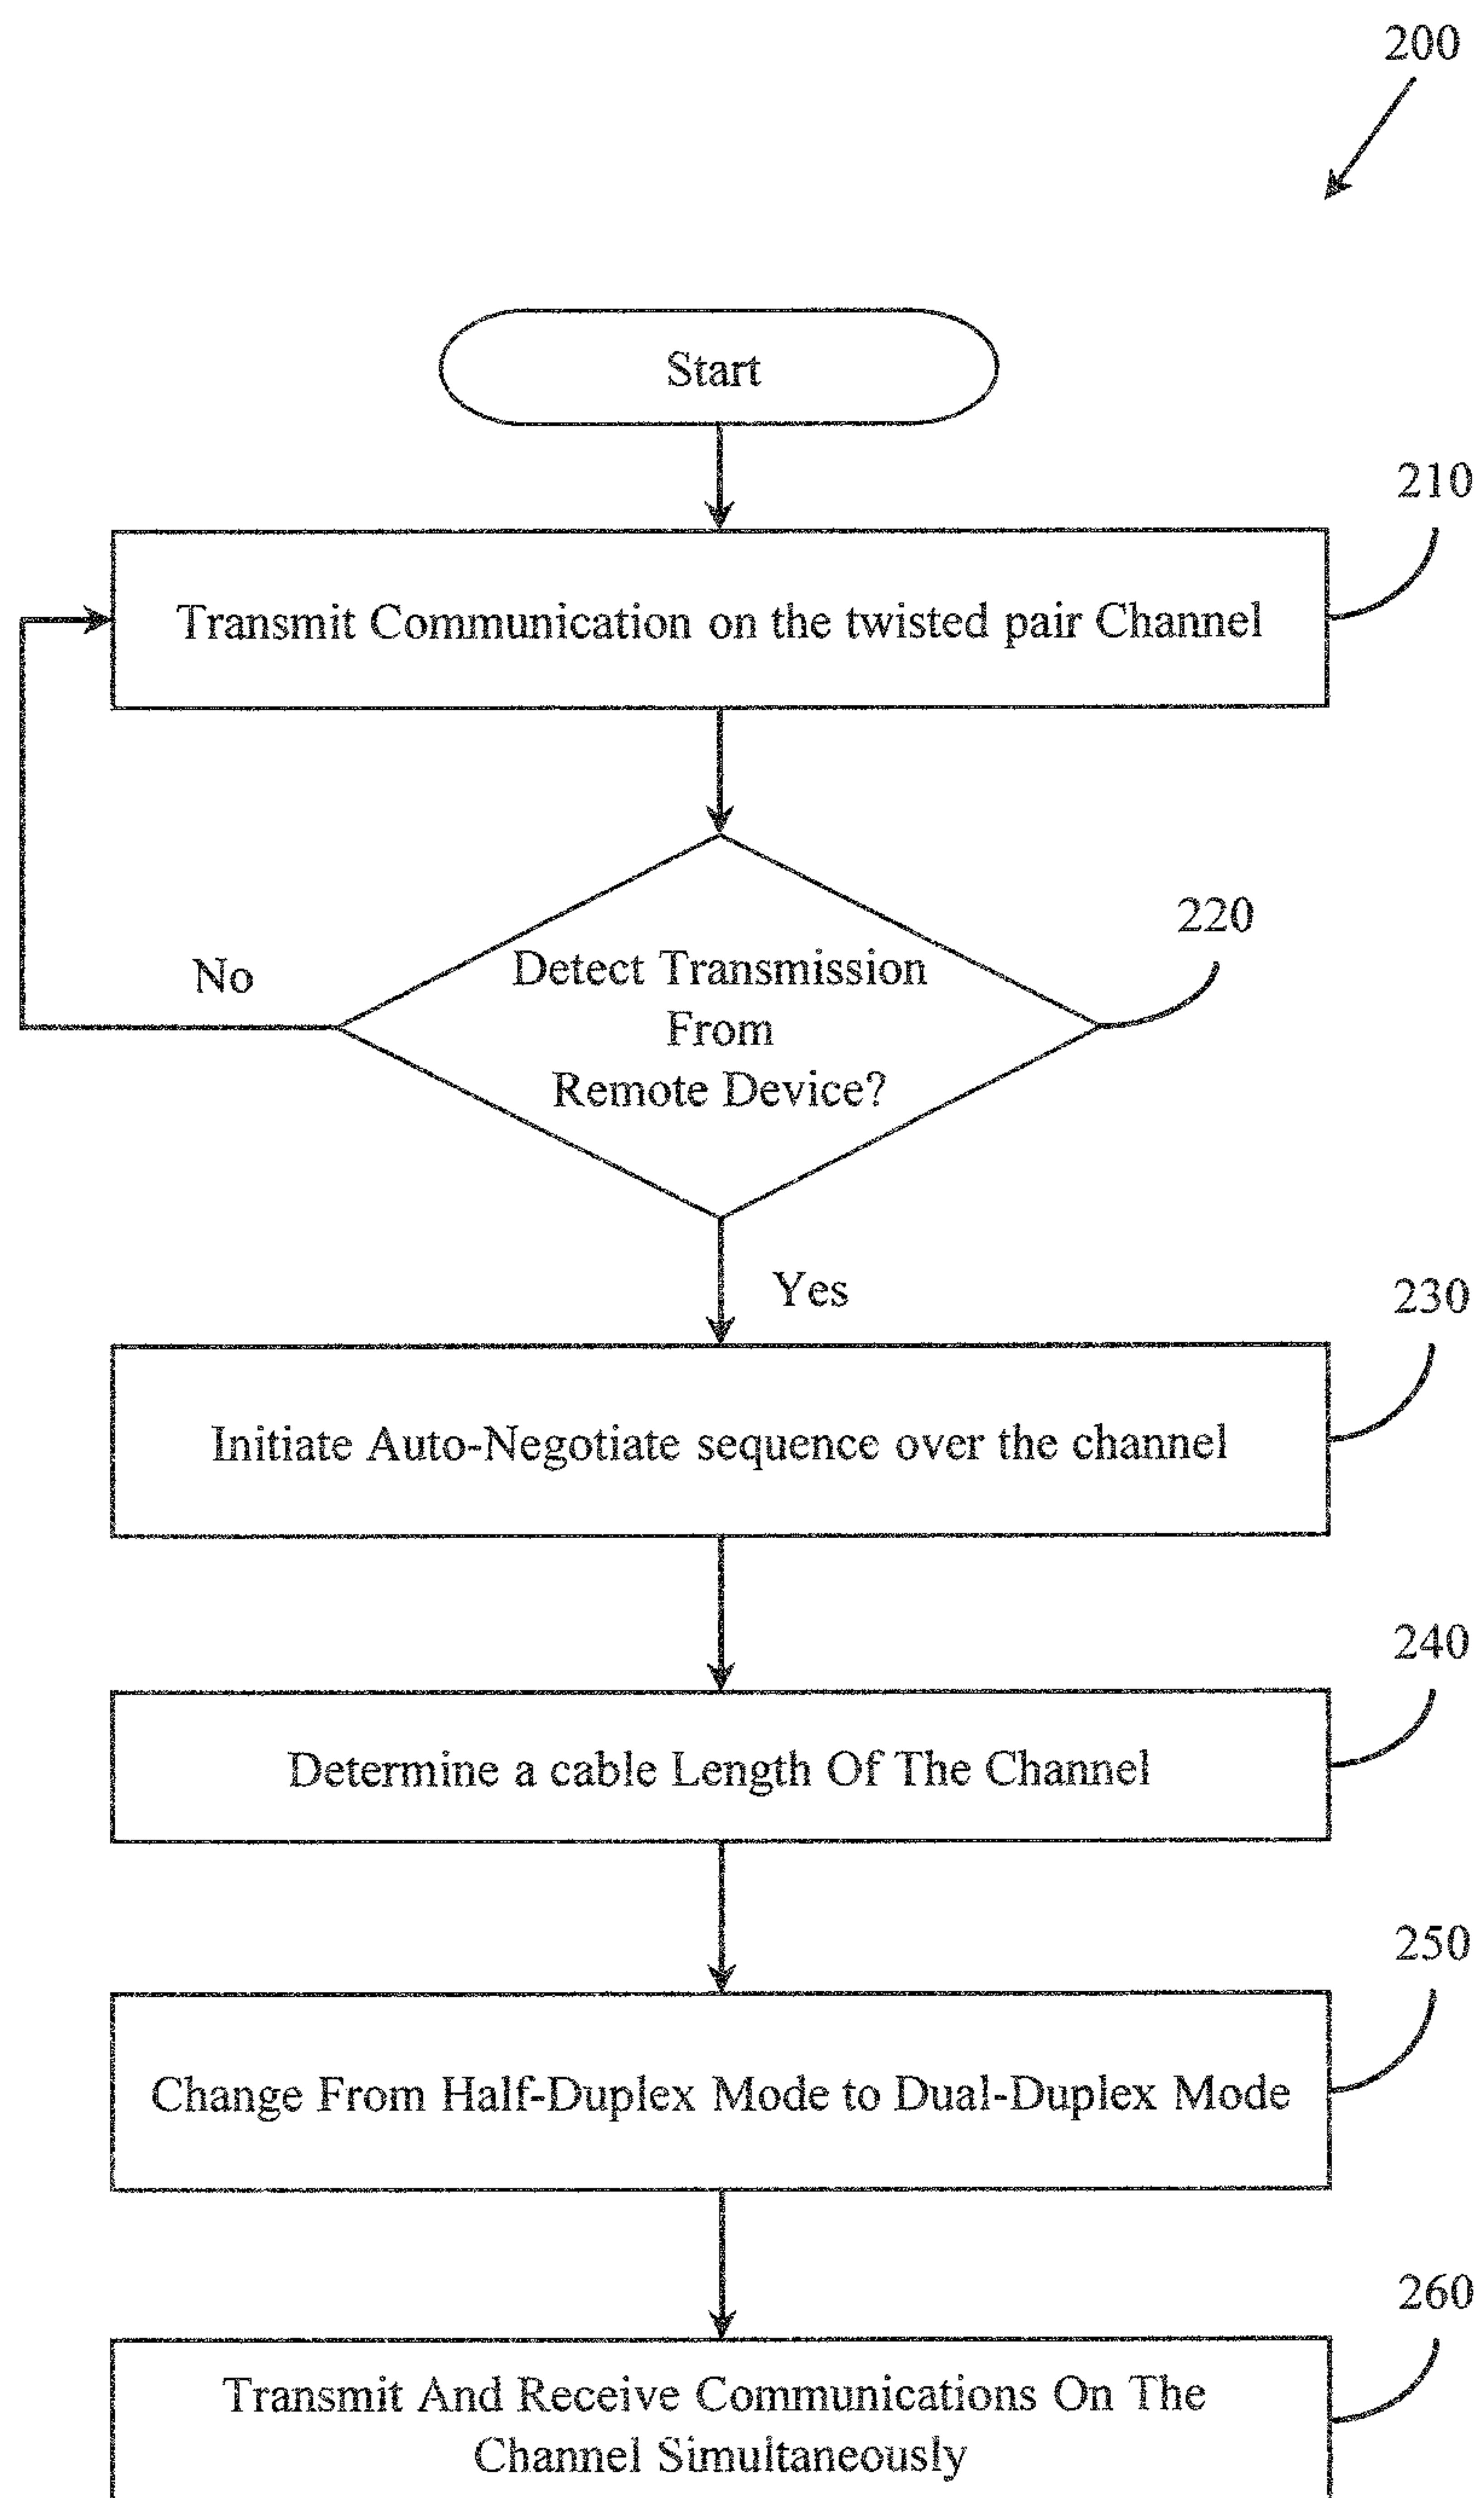 200
Start
210
Transmit Communication on the twisted pair Channel
220
No
Detect Transmission
From
Remote Device?
Yes
230
Initiate Auto-Negotiate sequence over the channel
240
Determine a cable Length Of The Channel
250
Change From Half-Duplex Mode to Dual-Duplex Mode
260
Transmit And Receive Communications On The
Channel Simultaneously